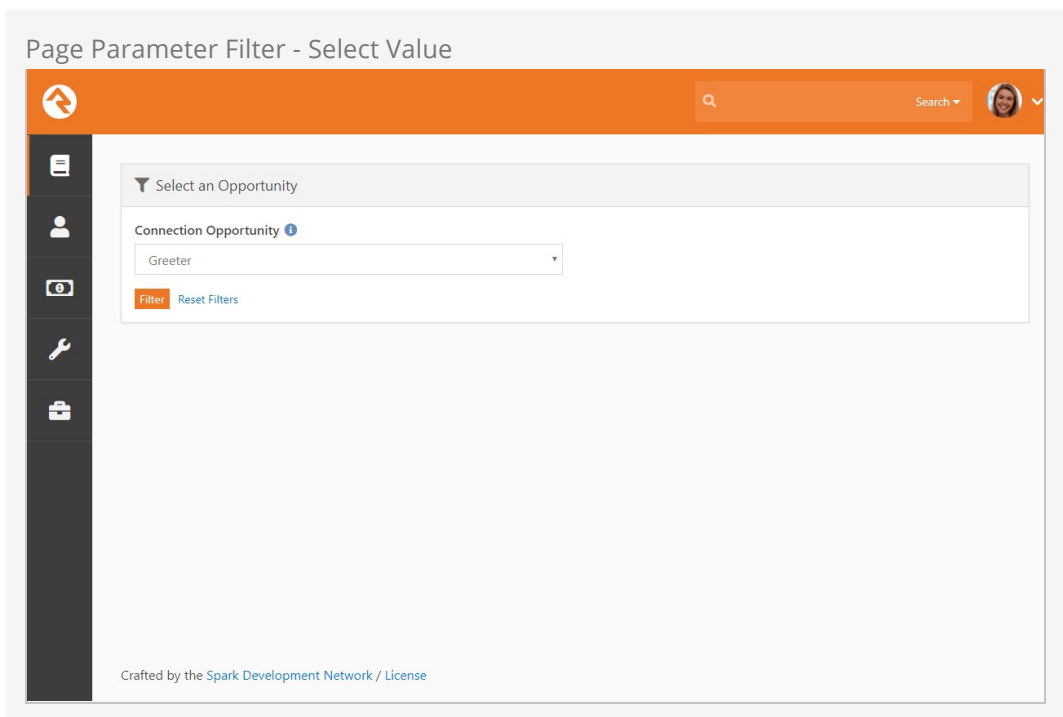 Page Parameter Filter - Select Value
Search
Select an Opportunity
Connection Opportunity
Greeter
Filter Reset Filters
Crafted by the Spark Development Network / License